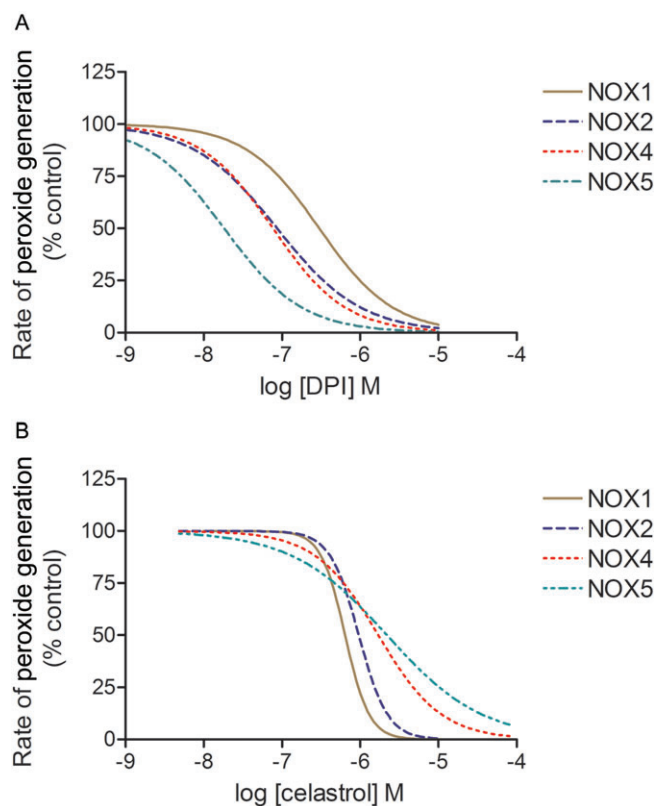 A
125
100
75
50
25
0
Rate of peroxide generation
(% control)
-9 -8 -7 -6 -5 -4
log [DPI] M
NOX1
NOX2
NOX4
NOX5
B
125
100
75
50
25
0
Rate of peroxide generation
(% control)
-9 -8 -7 -6 -5 -4
log [celastrol] M
NOX1
NOX2
NOX4
NOX5